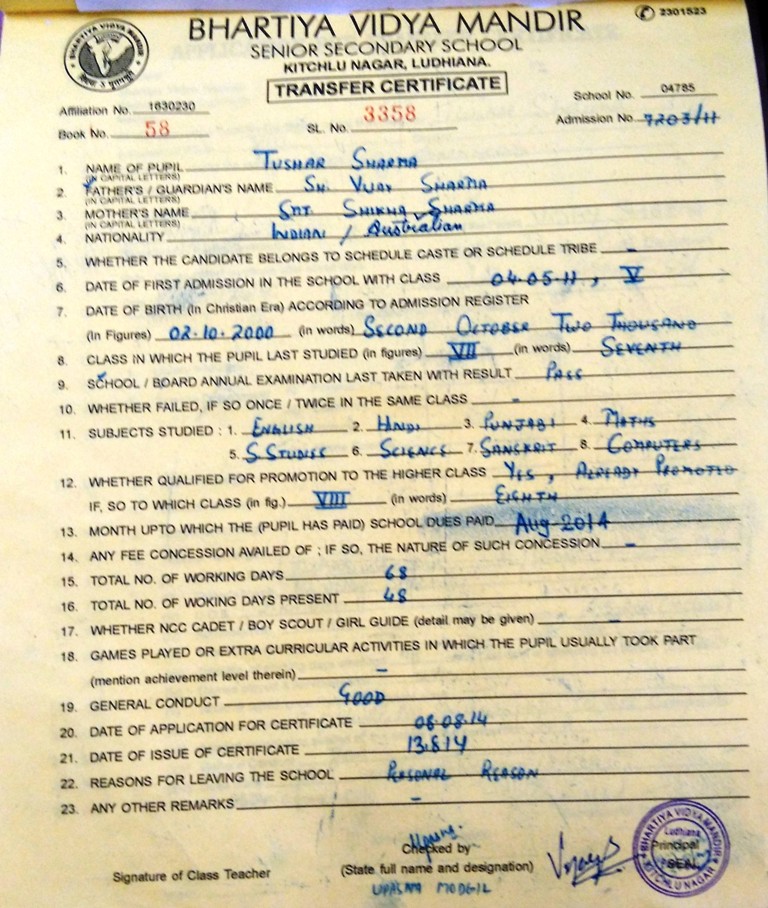 BHARTIYA VIDYA MANDIR
2301523
SENIOR SECONDARY SCHOOL
KITCHLU NAGAR, LUDHIANA.
TRANSFER CERTIFICATE
Affiliation No. 1630230 School No. 04785
Book No. 58 SL. No. 3358 Admission No. 7203/11
1. NAME OF PUPIL Tushar Sharma
(IN CAPITAL LETTERS)
2. FATHER'S / GUARDIAN'S NAME Sh. Vijay Sharma
(IN CAPITAL LETTERS)
3. MOTHER'S NAME Smt. Shikha Sharma
(IN CAPITAL LETTERS)
4. NATIONALITY Indian / Australian
5. WHETHER THE CANDIDATE BELONGS TO SCHEDULE CASTE OR SCHEDULE TRIBE -
6. DATE OF FIRST ADMISSION IN THE SCHOOL WITH CLASS 04-05-11, V
7. DATE OF BIRTH (In Christian Era) ACCORDING TO ADMISSION REGISTER
(In Figures) 02-10-2000 (in words) Second October Two Thousand
8. CLASS IN WHICH THE PUPIL LAST STUDIED (in figures) VII (in words) Seventh
9. SCHOOL / BOARD ANNUAL EXAMINATION LAST TAKEN WITH RESULT Pass
10. WHETHER FAILED, IF SO ONCE / TWICE IN THE SAME CLASS -
11. SUBJECTS STUDIED : 1. English 2. Hindi 3. Punjabi 4. Maths
5. S.Studies 6. Science 7. Sanskrit 8. Computers
12. WHETHER QUALIFIED FOR PROMOTION TO THE HIGHER CLASS Yes, Already Promoted
IF, SO TO WHICH CLASS (in fig.) VIII (in words) Eighth
13. MONTH UPTO WHICH THE (PUPIL HAS PAID) SCHOOL DUES PAID Aug-2014
14. ANY FEE CONCESSION AVAILED OF ; IF SO, THE NATURE OF SUCH CONCESSION -
15. TOTAL NO. OF WORKING DAYS 68
16. TOTAL NO. OF WOKING DAYS PRESENT 48
17. WHETHER NCC CADET / BOY SCOUT / GIRL GUIDE (detail may be given) -
18. GAMES PLAYED OR EXTRA CURRICULAR ACTIVITIES IN WHICH THE PUPIL USUALLY TOOK PART
(mention achievement level therein) -
19. GENERAL CONDUCT Good
20. DATE OF APPLICATION FOR CERTIFICATE 06-08-14
21. DATE OF ISSUE OF CERTIFICATE 13.8.14
22. REASONS FOR LEAVING THE SCHOOL Personal Reason
23. ANY OTHER REMARKS -
Checked by
Signature of Class Teacher (State full name and designation) Principal
UPASNA MODGIL
BHARTIYA VIDYA MANDIR
Ludhiana
KITCHLU NAGAR